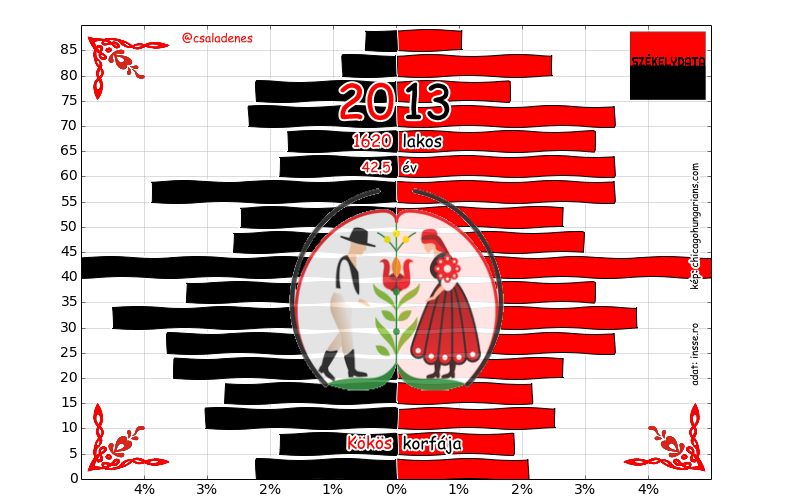 @csaladenes
SZÉKELYDATA
2013
1620 lakos
42.5 év
kép: chicagohungarians.com
adat: insse.ro
Kökös korfája
85
80
75
70
65
60
55
50
45
40
35
30
25
20
15
10
5
0
4% 3% 2% 1% 0% 1% 2% 3% 4%